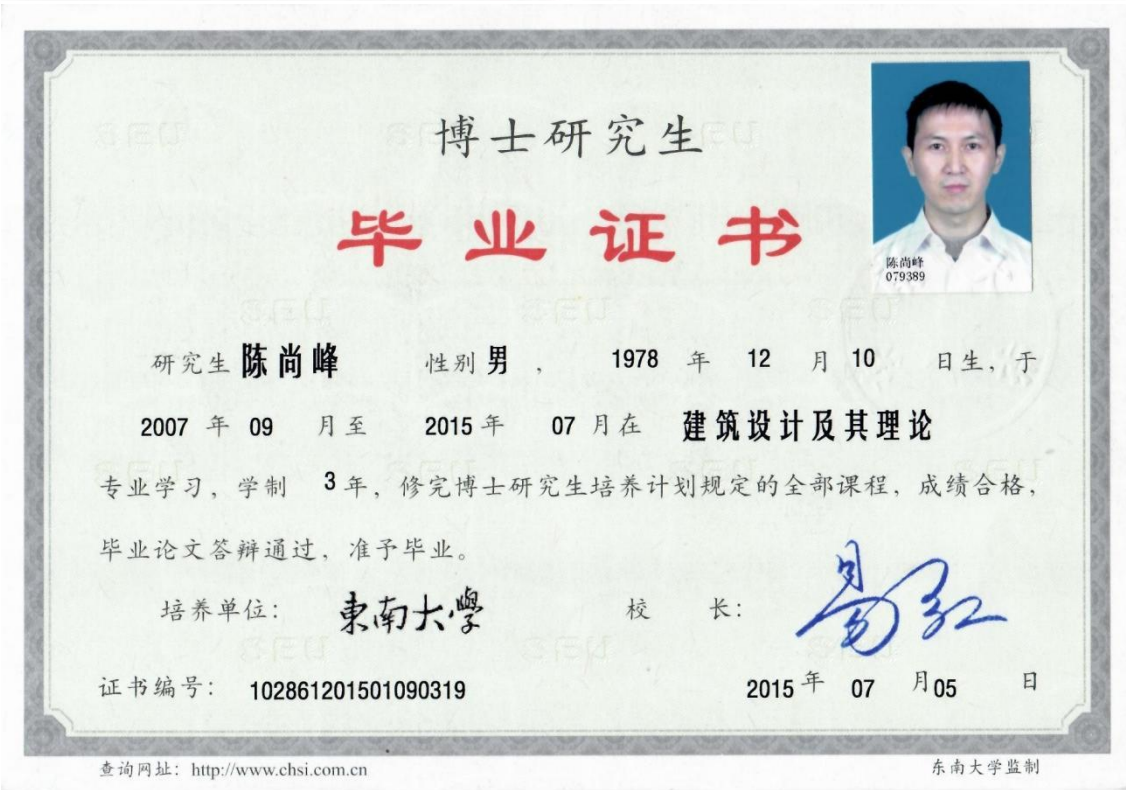 博士研究生
毕业证书
陈尚峰
079389
研究生 陈尚峰 性别 男 , 1978 年 12 月 10 日生, 于
2007 年 09 月至 2015 年 07 月在 建筑设计及其理论
专业学习, 学制 3 年, 修完博士研究生培养计划规定的全部课程, 成绩合格,
毕业论文答辩通过, 准予毕业。
培养单位: 東南大學 校 长: 易红
证书编号: 102861201501090319 2015 年 07 月 05 日
查询网址: http://www.chsi.com.cn 东南大学监制